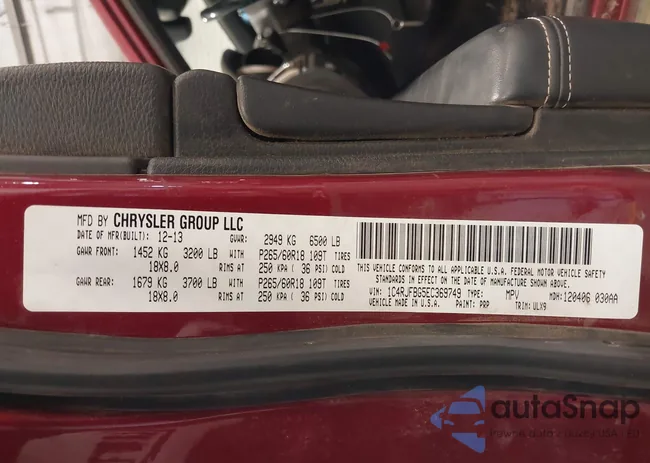 MFD BY CHRYSLER GROUP LLC
DATE OF MFR(BUILT): 12-13 GVWR: 2949 KG 6500 LB
GAWR FRONT: 1452 KG 3200 LB WITH P265/60R18 109T TIRES
18X8.0 RIMS AT 250 KPA ( 36 PSI) COLD
GAWR REAR: 1679 KG 3700 LB WITH P265/60R18 109T TIRES
18X8.0 RIMS AT 250 KPA ( 36 PSI) COLD
THIS VEHICLE CONFORMS TO ALL APPLICABLE U.S.A. FEDERAL MOTOR VEHICLE SAFETY
STANDARDS IN EFFECT ON THE DATE OF MANUFACTURE SHOWN ABOVE.
VIN: 1C4RJFBG5EC369749 TYPE: MPV MDH: 120406 030AA
VEHICLE MADE IN U.S.A. PAINT: PRP TRIM: ULX9
autoSnap